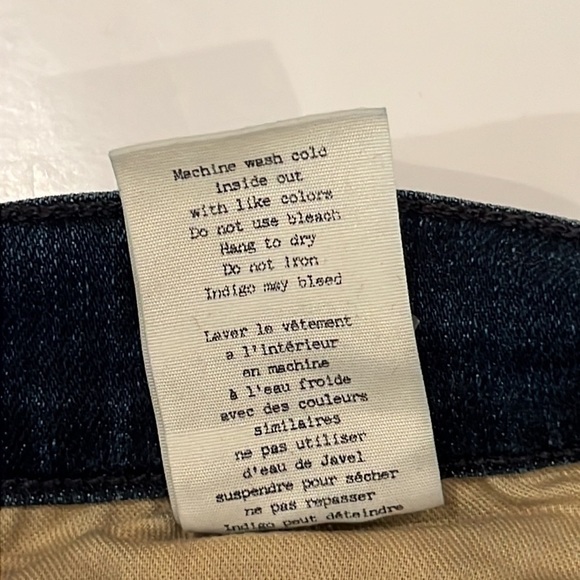 Machine wash cold
inside out
with like colors
Do not use bleach
Hang to dry
Do not iron
Indigo may bleed
Laver le vêtement
a l'intérieur
en machine
à l'eau froide
avec des couleurs
similaires
ne pas utiliser
d'eau de Javel
suspendre pour sécher
ne pas repasser
Indigo peut déteindre